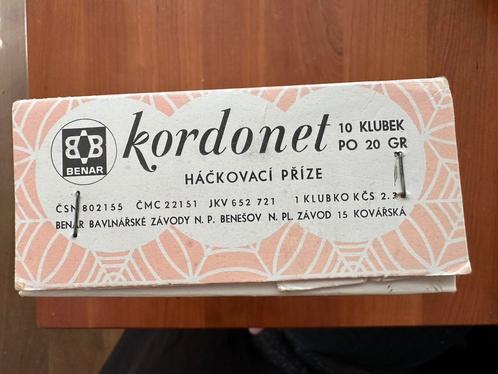 BENAR
kordonet
10 KLUBEK
PO 20 GR
HÁČKOVACÍ PŘÍZE
ČSN 802155 ČMC 22151 JKV 652 721 1 KLUBKO KČS
BENAR BAVLNÁŘSKÉ ZÁVODY N. P. BENEŠOV N. PL. ZÁVOD 15 KOVÁŘSKÁ